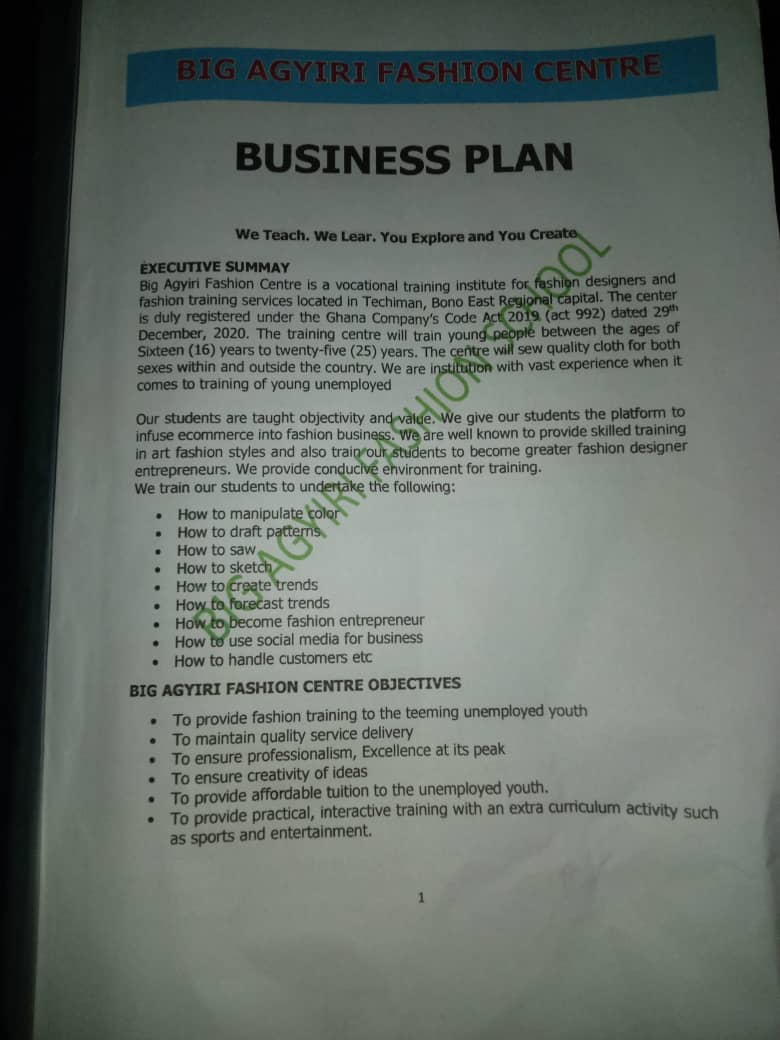 BIG AGYIRI FASHION CENTRE
BUSINESS PLAN
We Teach. We Lear. You Explore and You Create
EXECUTIVE SUMMAY
Big Agyiri Fashion Centre is a vocational training institute for fashion designers and
fashion training services located in Techiman, Bono East Regional capital. The center
is duly registered under the Ghana Company's Code Act 2019 (act 992) dated 29th
December, 2020. The training centre will train young people between the ages of
Sixteen (16) years to twenty-five (25) years. The centre will sew quality cloth for both
sexes within and outside the country. We are institution with vast experience when it
comes to training of young unemployed
Our students are taught objectivity and value. We give our students the platform to
infuse ecommerce into fashion business. We are well known to provide skilled training
in art fashion styles and also train our students to become greater fashion designer
entrepreneurs. We provide conducive environment for training.
We train our students to undertake the following:
• How to manipulate color
• How to draft patterns
• How to saw
• How to sketch
• How to create trends
• How to forecast trends
• How to become fashion entrepreneur
• How to use social media for business
• How to handle customers etc
BIG AGYIRI FASHION CENTRE OBJECTIVES
• To provide fashion training to the teeming unemployed youth
• To maintain quality service delivery
• To ensure professionalism, Excellence at its peak
• To ensure creativity of ideas
• To provide affordable tuition to the unemployed youth.
• To provide practical, interactive training with an extra curriculum activity such
as sports and entertainment.
1
BIG AGYIRI FASHION SCHOOL